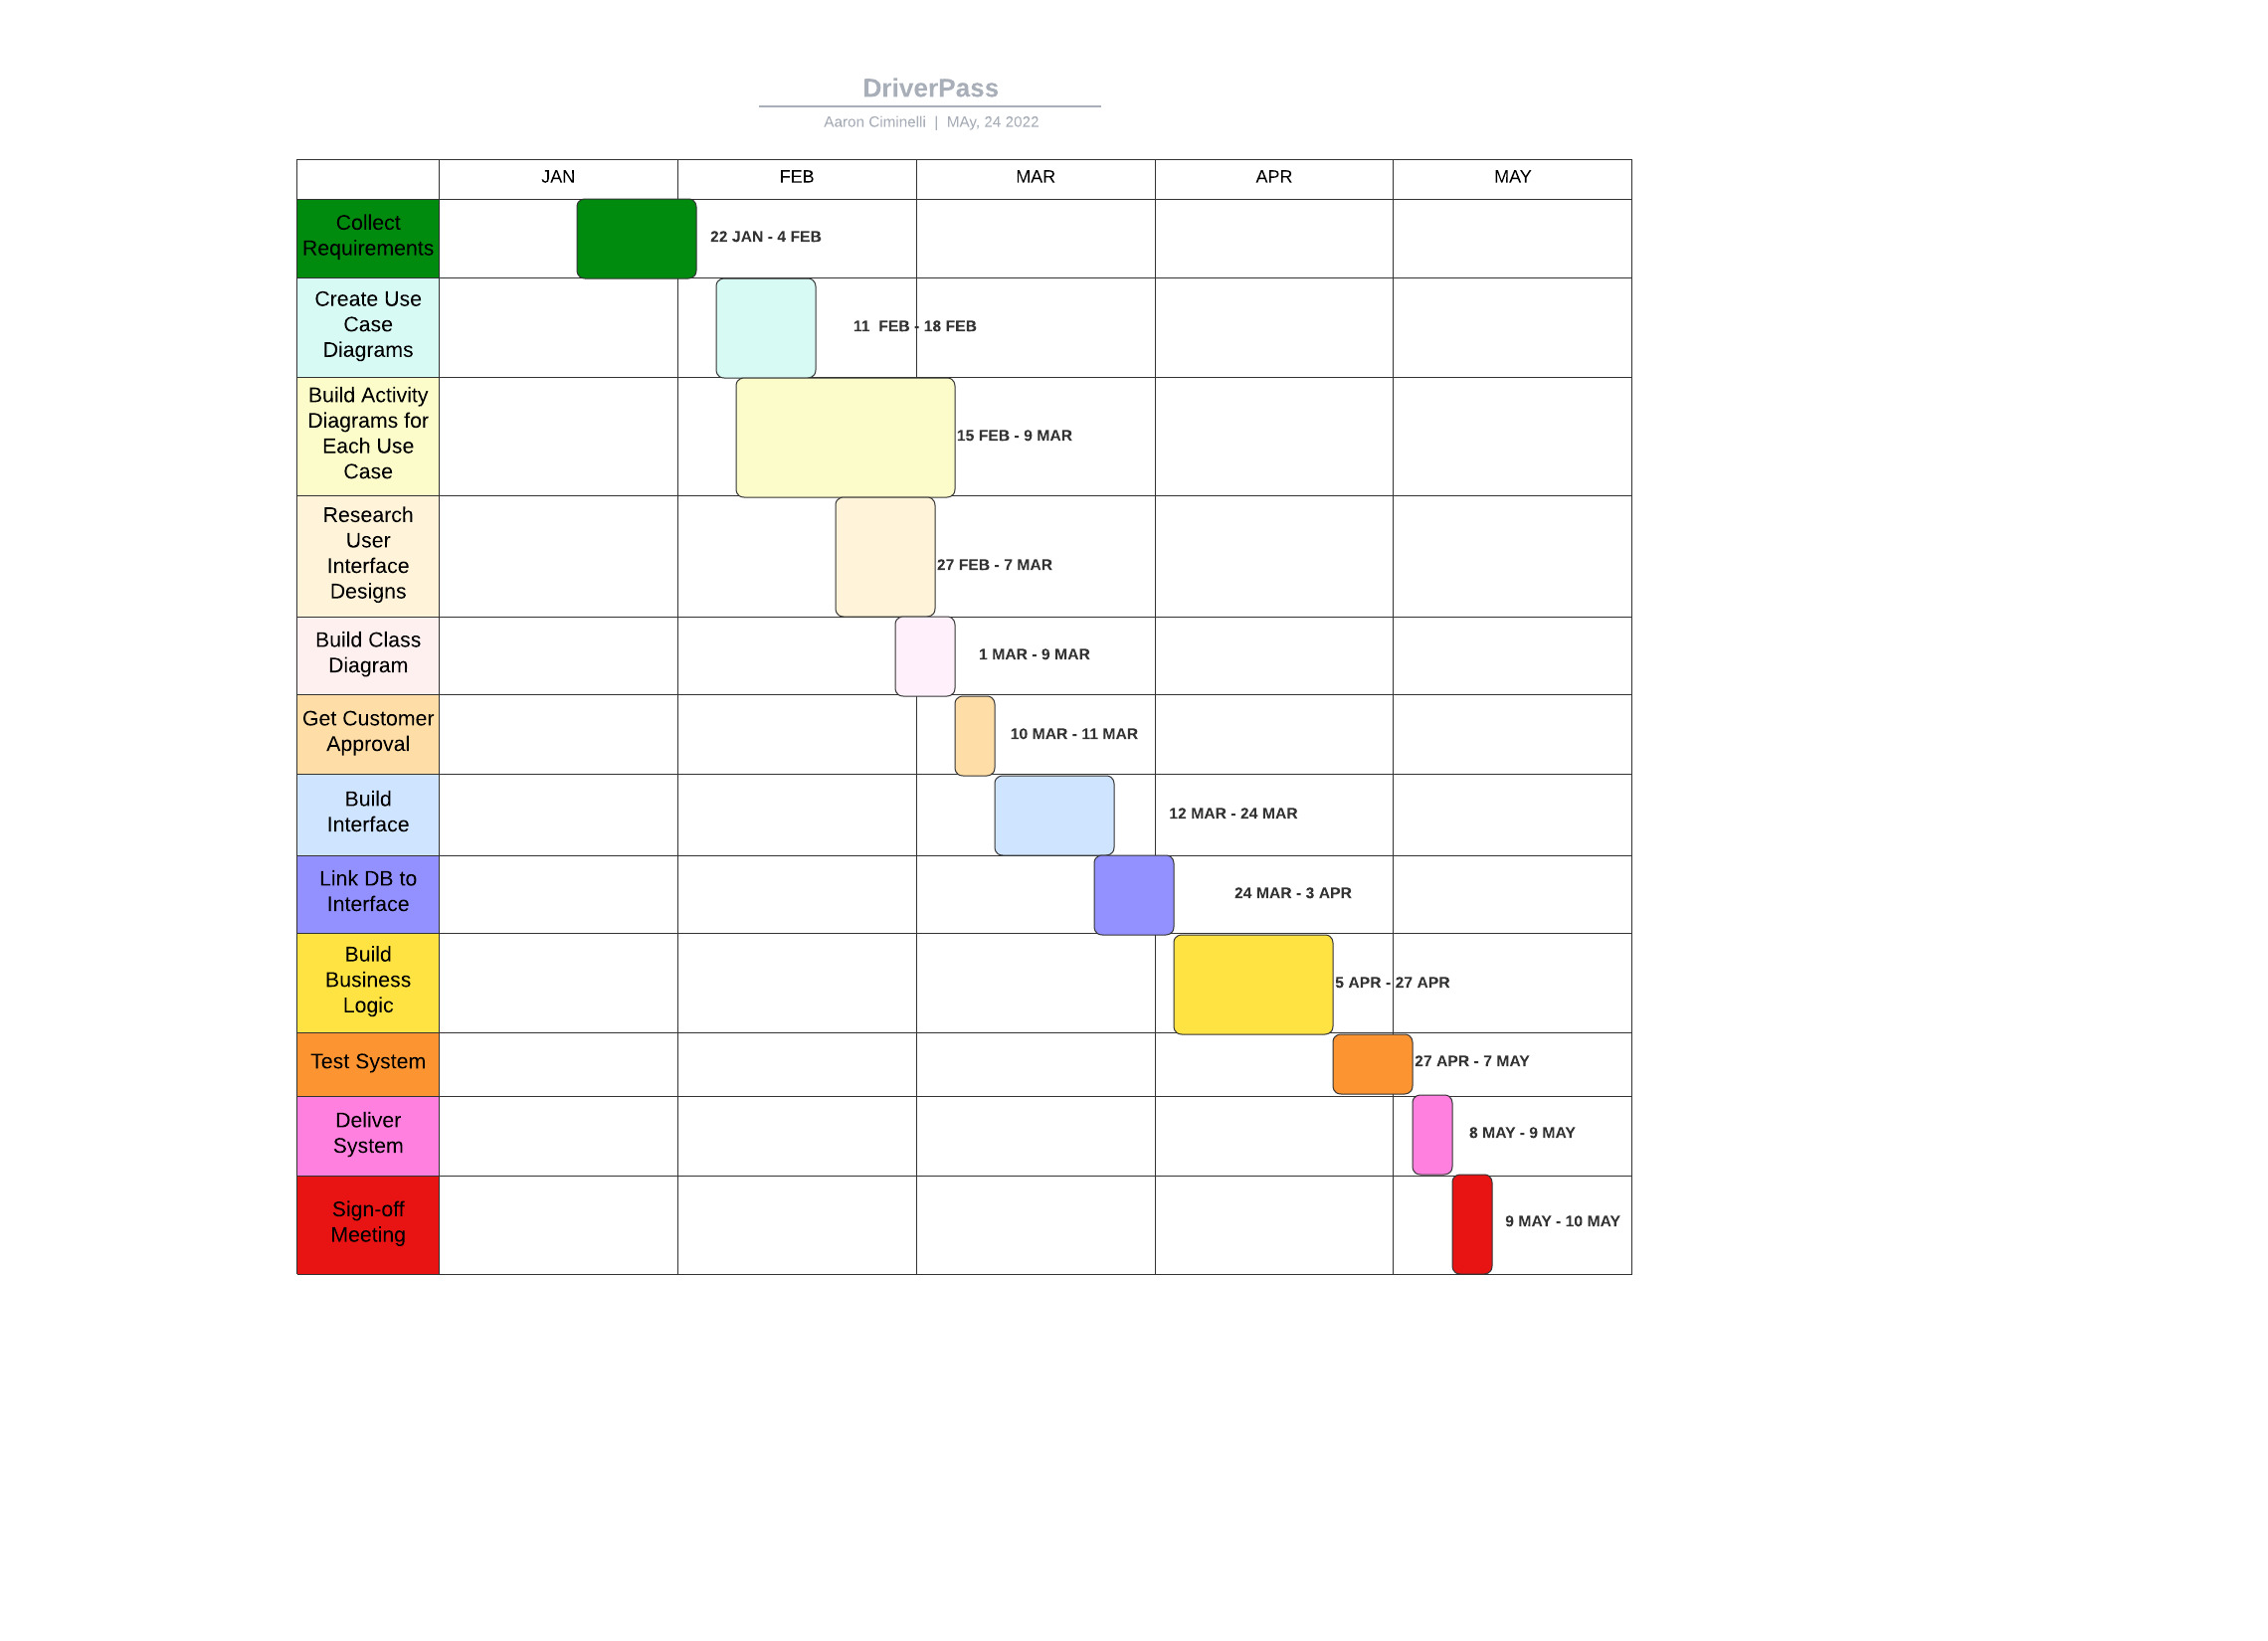 DriverPass
Aaron Ciminelli | MAy, 24 2022
JAN FEB MAR APR MAY
Collect
Requirements
22 JAN - 4 FEB
Create Use
Case
Diagrams
11  FEB - 18 FEB
Build Activity
Diagrams for
Each Use
Case
15 FEB - 9 MAR
Research
User
Interface
Designs
27 FEB - 7 MAR
Build Class
Diagram
1 MAR - 9 MAR
Get Customer
Approval
10 MAR - 11 MAR
Build
Interface
12 MAR - 24 MAR
Link DB to
Interface
24 MAR - 3 APR
Build
Business
Logic
5 APR - 27 APR
Test System
27 APR - 7 MAY
Deliver
System
8 MAY - 9 MAY
Sign-off
Meeting
9 MAY - 10 MAY